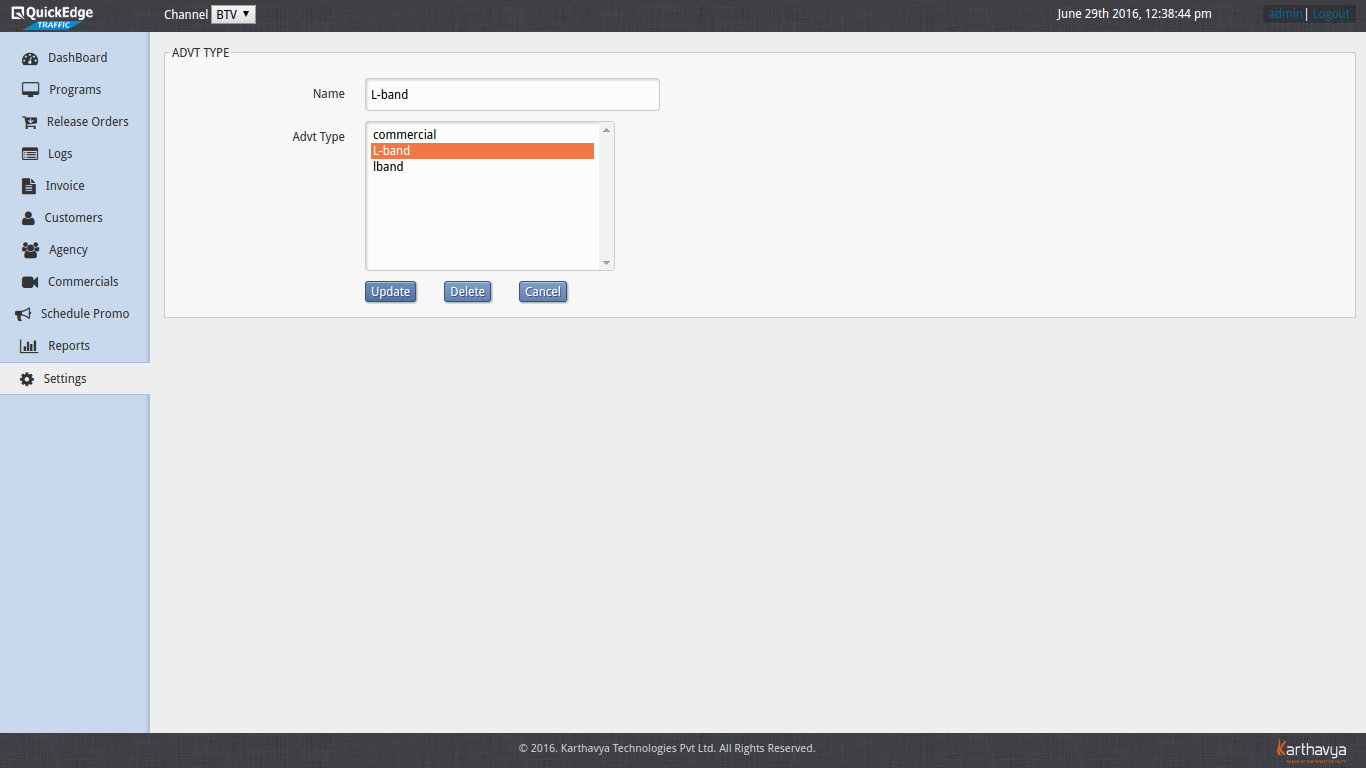 QuickEdge
TRAFFIC
Channel BTV
June 29th 2016, 12:38:44 pm
admin | Logout
DashBoard
Programs
Release Orders
Logs
Invoice
Customers
Agency
Commercials
Schedule Promo
Reports
Settings
ADVT TYPE
Name L-band
Advt Type
commercial
L-band
lband
Update Delete Cancel
© 2016. Karthavya Technologies Pvt Ltd. All Rights Reserved.
Karthavya